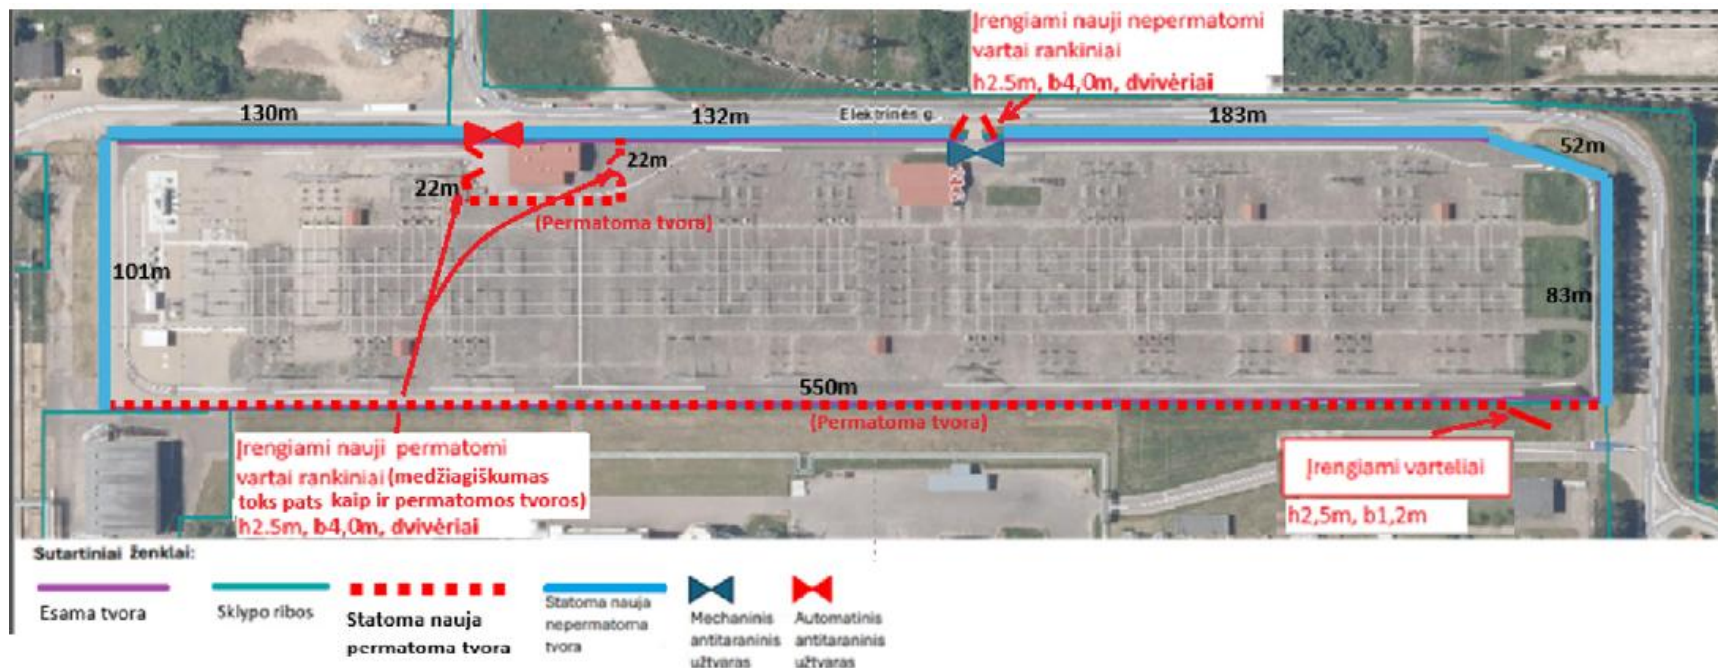 Įrengiami nauji nepermatomi
vartai rankiniai
h2.5m, b4,0m, dvivėriai
130m
132m
Elektrinės g.
183m
52m
22m
22m
(Permatoma tvora)
101m
83m
550m
(Permatoma tvora)
Įrengiami nauji permatomi
vartai rankiniai (medžiagiškumas
toks pats kaip ir permatomos tvoros)
h2.5m, b4,0m, dvivėriai
Įrengiami varteliai
h2,5m, b1,2m
Sutartiniai ženklai:
Esama tvora
Sklypo ribos
Statoma nauja
permatoma tvora
Statoma nauja
nepermatoma
tvora
Mechaninis
antitaraninis
užtvaras
Automatinis
antitaraninis
užtvaras